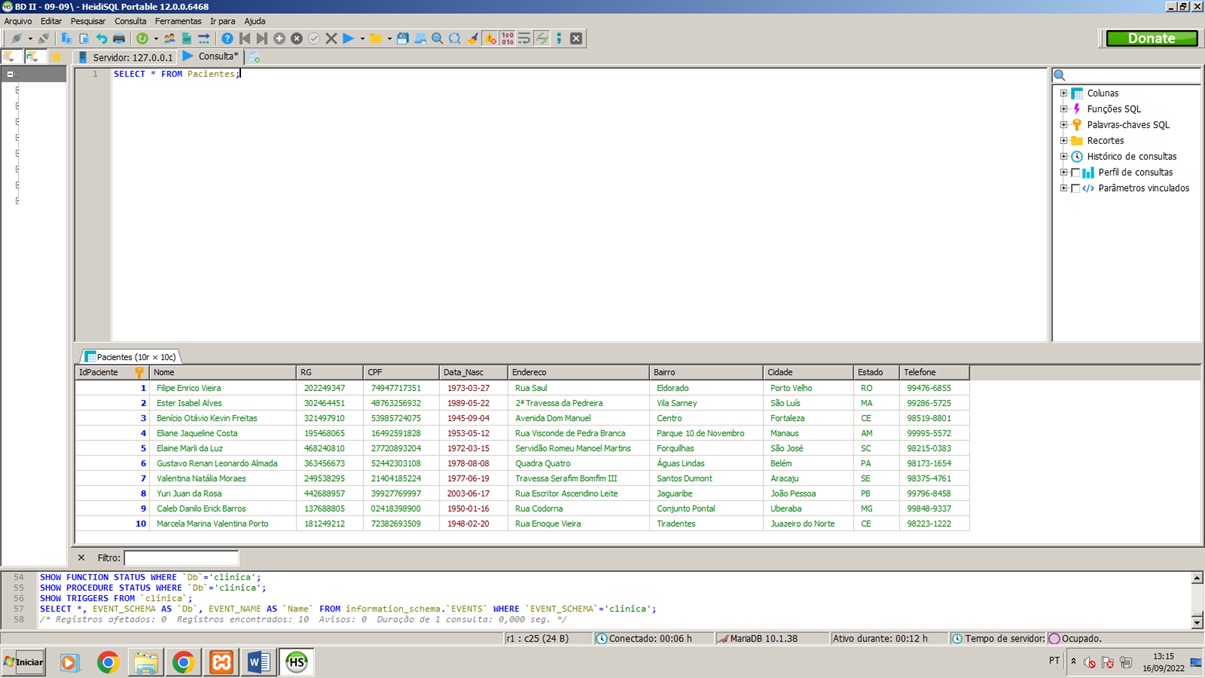 BD II - 09-09\ - HeidiSQL Portable 12.0.0.6468
Arquivo Editar Pesquisar Consulta Ferramentas Ir para Ajuda
Donate
Servidor: 127.0.0.1 Consulta*
1 SELECT * FROM Pacientes;
Colunas
Funções SQL
Palavras-chaves SQL
Recortes
Histórico de consultas
Perfil de consultas
Parâmetros vinculados
Pacientes (10r × 10c)
IdPaciente Nome RG CPF Data_Nasc Endereco Bairro Cidade Estado Telefone
1 Filipe Enrico Vieira 202249347 74947717351 1973-03-27 Rua Saul Eldorado Porto Velho RO 99476-6855
2 Ester Isabel Alves 302464451 48763256932 1989-05-22 2ª Travessa da Pedreira Vila Sarney São Luís MA 99286-5725
3 Benício Otávio Kevin Freitas 321497910 53985724075 1945-09-04 Avenida Dom Manuel Centro Fortaleza CE 98519-8801
4 Eliane Jaqueline Costa 195468065 16492591828 1953-05-12 Rua Visconde de Pedra Branca Parque 10 de Novembro Manaus AM 99995-5572
5 Elaine Marli da Luz 468240810 27720893204 1972-03-15 Servidão Romeu Manoel Martins Forquilhas São José SC 98215-0383
6 Gustavo Renan Leonardo Almada 363456673 52442303108 1978-08-08 Quadra Quatro Águas Lindas Belém PA 98173-1654
7 Valentina Natália Moraes 249538295 21404185224 1977-06-19 Travessa Serafim Bomfim III Santos Dumont Aracaju SE 98375-4761
8 Yuri Juan da Rosa 442688957 39927769997 2003-06-17 Rua Escritor Ascendino Leite Jaguaribe João Pessoa PB 99796-8458
9 Caleb Danilo Erick Barros 137688805 02418398900 1950-01-16 Rua Codorna Conjunto Pontal Uberaba MG 99848-9337
10 Marcela Marina Valentina Porto 181249212 72382693509 1948-02-20 Rua Enoque Vieira Tiradentes Juazeiro do Norte CE 98223-1222
Filtro:
54 SHOW FUNCTION STATUS WHERE `Db`='clinica';
55 SHOW PROCEDURE STATUS WHERE `Db`='clinica';
56 SHOW TRIGGERS FROM `clinica`;
57 SELECT *, EVENT_SCHEMA AS `Db`, EVENT_NAME AS `Name` FROM information_schema.`EVENTS` WHERE `EVENT_SCHEMA`='clinica';
58 /* Registros afetados: 0 Registros encontrados: 10 Avisos: 0 Duração de 1 consulta: 0,000 seg. */
r1 : c25 (24 B) Conectado: 00:06 h MariaDB 10.1.38 Ativo durante: 00:12 h Tempo de servidor: Ocupado.
Iniciar HS PT 13:15
16/09/2022